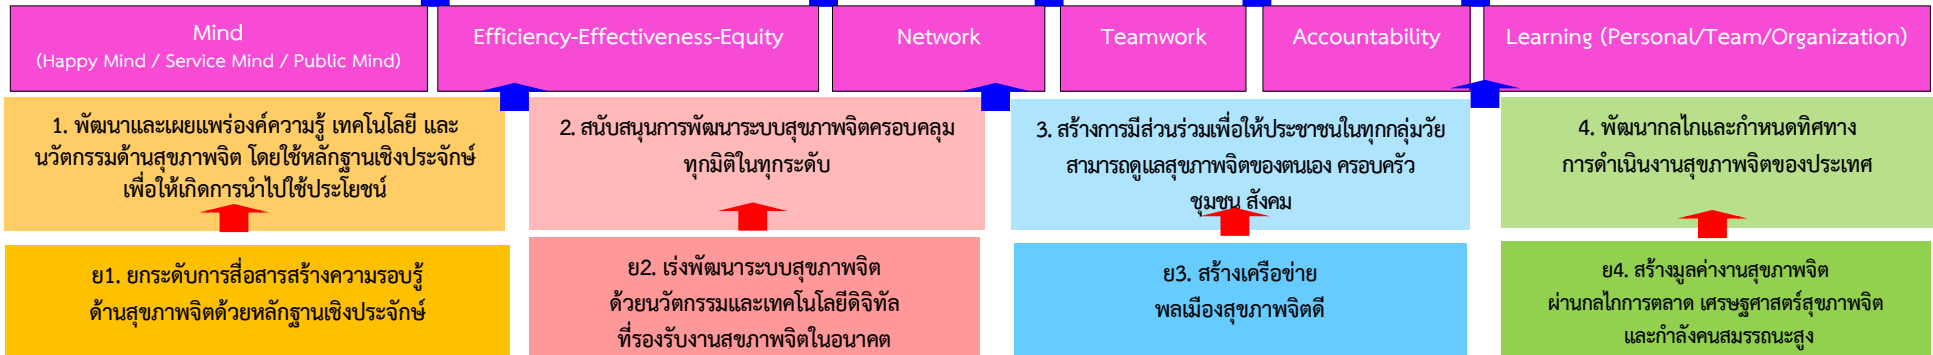 Mind
(Happy Mind / Service Mind / Public Mind)
Efficiency-Effectiveness-Equity
Network
Teamwork
Accountability
Learning (Personal/Team/Organization)
1. พัฒนาและเผยแพร่องค์ความรู้ เทคโนโลยี และ
นวัตกรรมด้านสุขภาพจิต โดยใช้หลักฐานเชิงประจักษ์
เพื่อให้เกิดการนำไปใช้ประโยชน์
2. สนับสนุนการพัฒนาระบบสุขภาพจิตครอบคลุม
ทุกมิติในทุกระดับ
3. สร้างการมีส่วนร่วมเพื่อให้ประชาชนในทุกกลุ่มวัย
สามารถดูแลสุขภาพจิตของตนเอง ครอบครัว
ชุมชน สังคม
4. พัฒนากลไกและกำหนดทิศทาง
การดำเนินงานสุขภาพจิตของประเทศ
ย1. ยกระดับการสื่อสารสร้างความรอบรู้
ด้านสุขภาพจิตด้วยหลักฐานเชิงประจักษ์
ย2. เร่งพัฒนาระบบสุขภาพจิต
ด้วยนวัตกรรมและเทคโนโลยีดิจิทัล
ที่รองรับงานสุขภาพจิตในอนาคต
ย3. สร้างเครือข่าย
พลเมืองสุขภาพจิตดี
ย4. สร้างมูลค่างานสุขภาพจิต
ผ่านกลไกการตลาด เศรษฐศาสตร์สุขภาพจิต
และกำลังคนสมรรถนะสูง